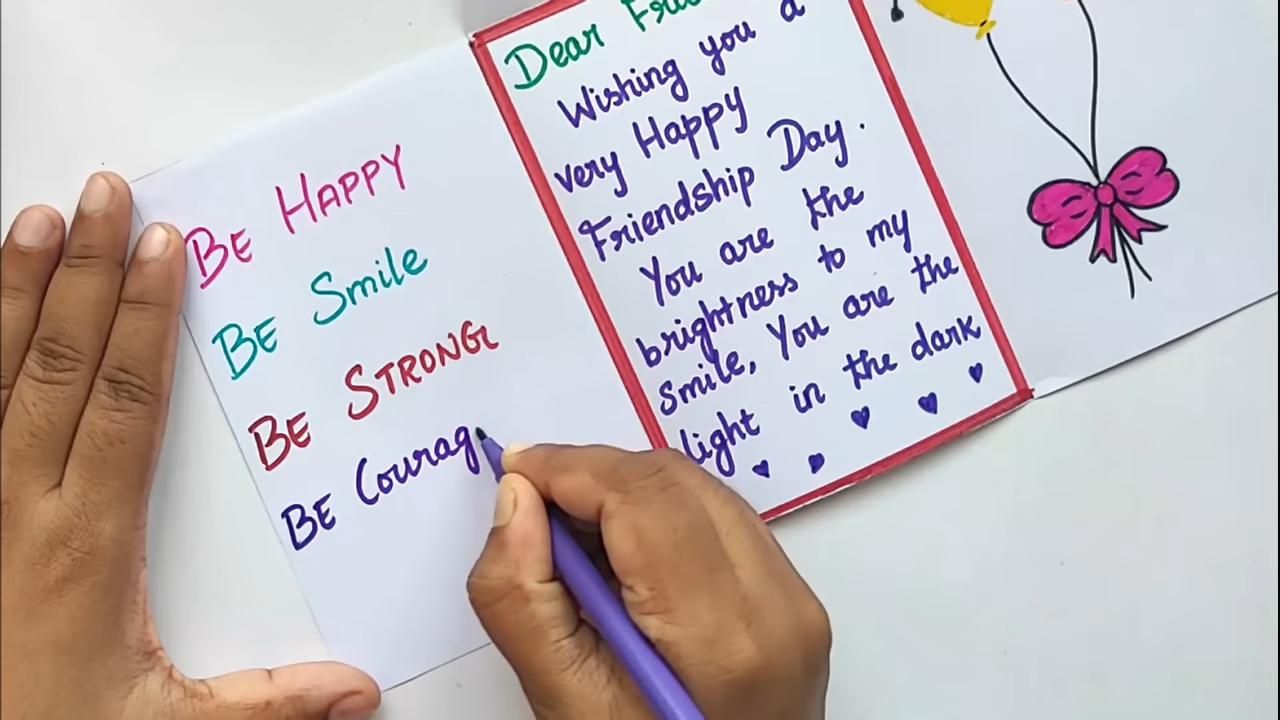 Be HAPPY
Be Smile
Be STRONG
Be Courag
Dear Frie
Wishing you a
very Happy
Friendship Day.
You are the
brightness to my
Smile, You are the
light in the dark